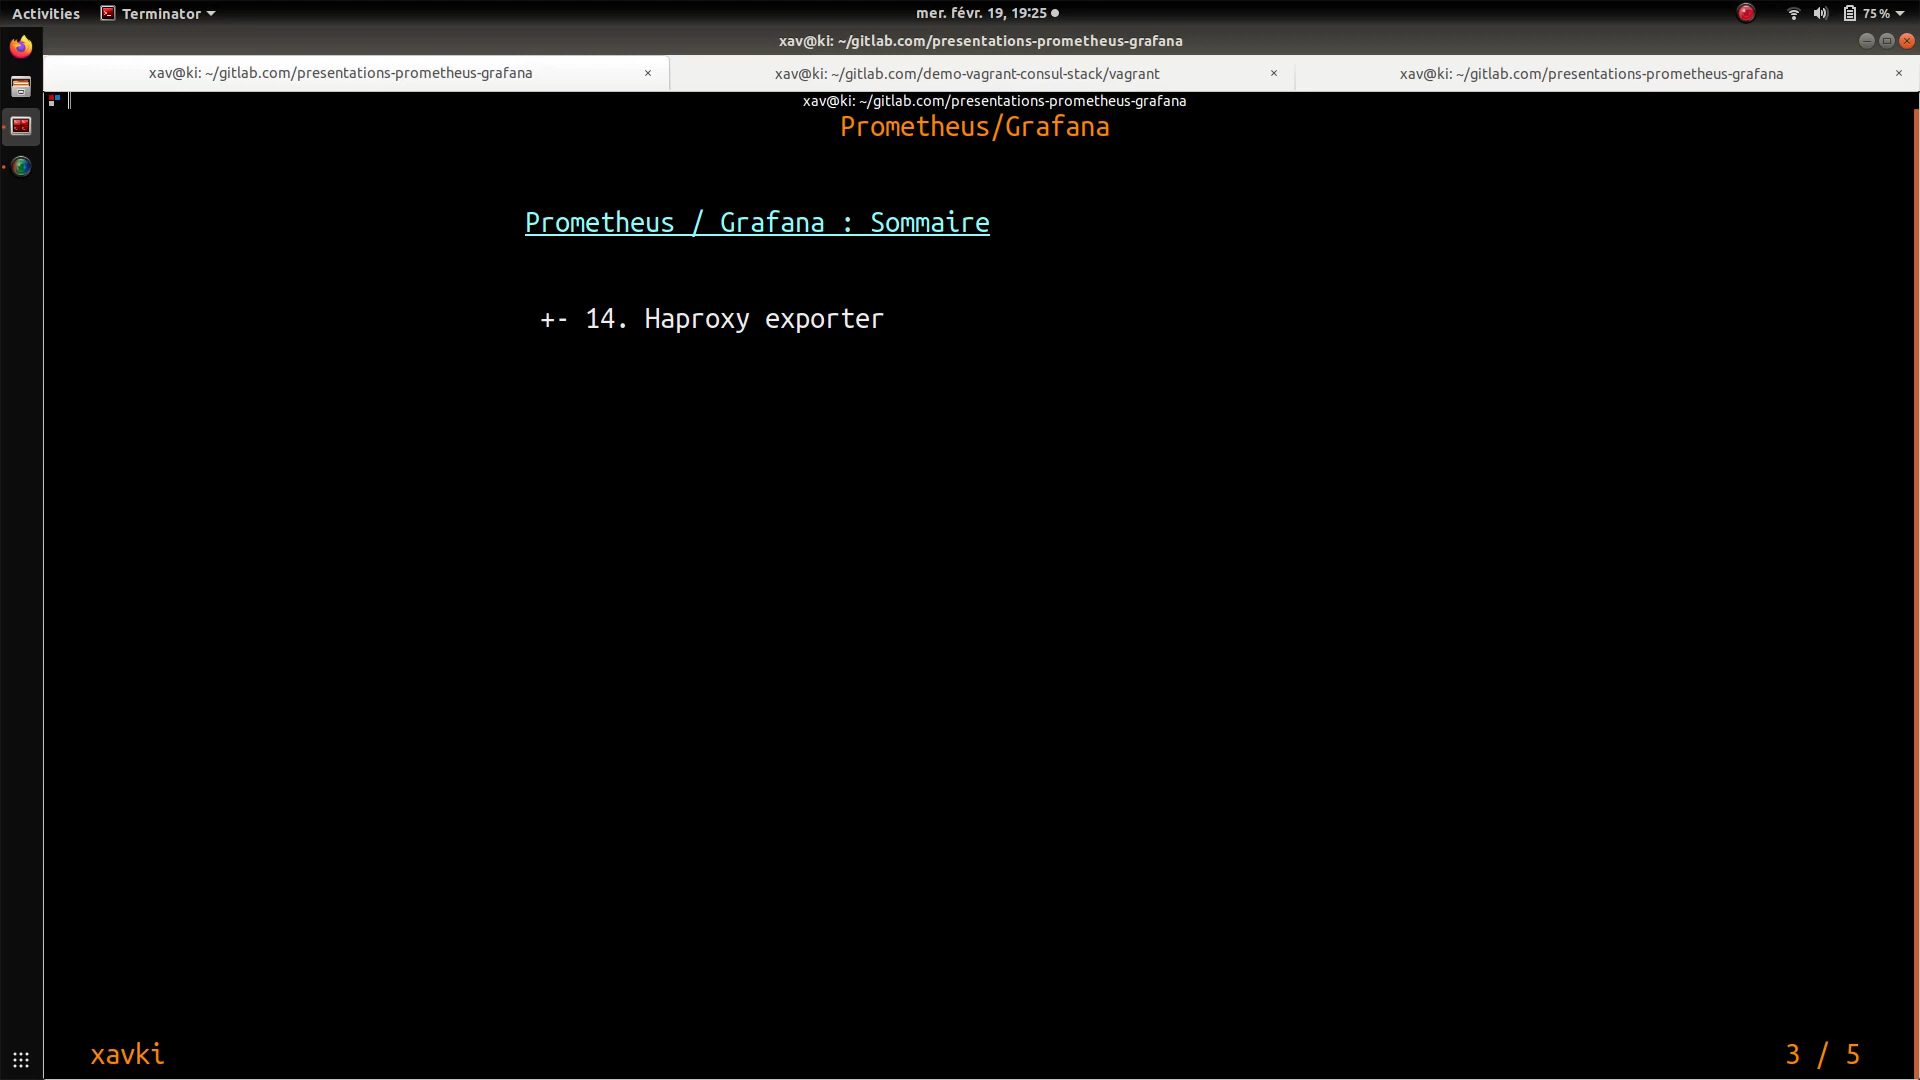 Activities Terminator mer. févr. 19, 19:25 75 %
xav@ki: ~/gitlab.com/presentations-prometheus-grafana
xav@ki: ~/gitlab.com/presentations-prometheus-grafana × xav@ki: ~/gitlab.com/demo-vagrant-consul-stack/vagrant × xav@ki: ~/gitlab.com/presentations-prometheus-grafana ×
xav@ki: ~/gitlab.com/presentations-prometheus-grafana
Prometheus/Grafana
Prometheus / Grafana : Sommaire
+- 14. Haproxy exporter
xavki 3 / 5